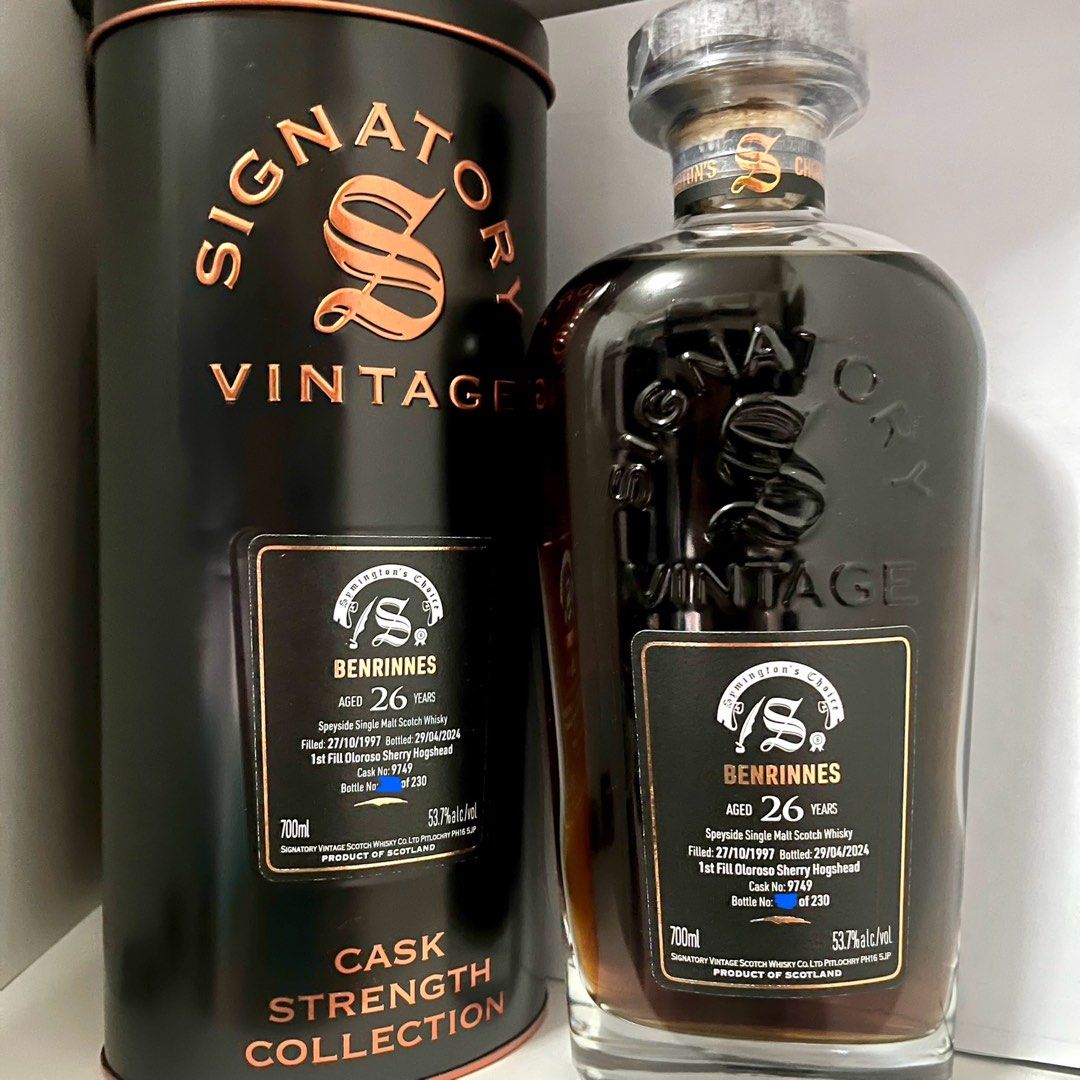 SIGNATORY
S
VINTAGE
Symington's Choice
S
BENRINNES
AGED 26 YEARS
Speyside Single Malt Scotch Whisky
Filled: 27/10/1997 Bottled: 29/04/2024
1st Fill Oloroso Sherry Hogshead
Cask No: 9749
Bottle No: of 230
700ml 53.7%alc/vol
SIGNATORY VINTAGE SCOTCH WHISKY CO. LTD PITLOCHRY PH16 5JP
PRODUCT OF SCOTLAND
CASK
STRENGTH
COLLECTION
S
SIGNATORY
S
VINTAGE
Symington's Choice
S
BENRINNES
AGED 26 YEARS
Speyside Single Malt Scotch Whisky
Filled: 27/10/1997 Bottled: 29/04/2024
1st Fill Oloroso Sherry Hogshead
Cask No: 9749
Bottle No: of 230
700ml 53.7%alc/vol
SIGNATORY VINTAGE SCOTCH WHISKY CO. LTD PITLOCHRY PH16 5JP
PRODUCT OF SCOTLAND